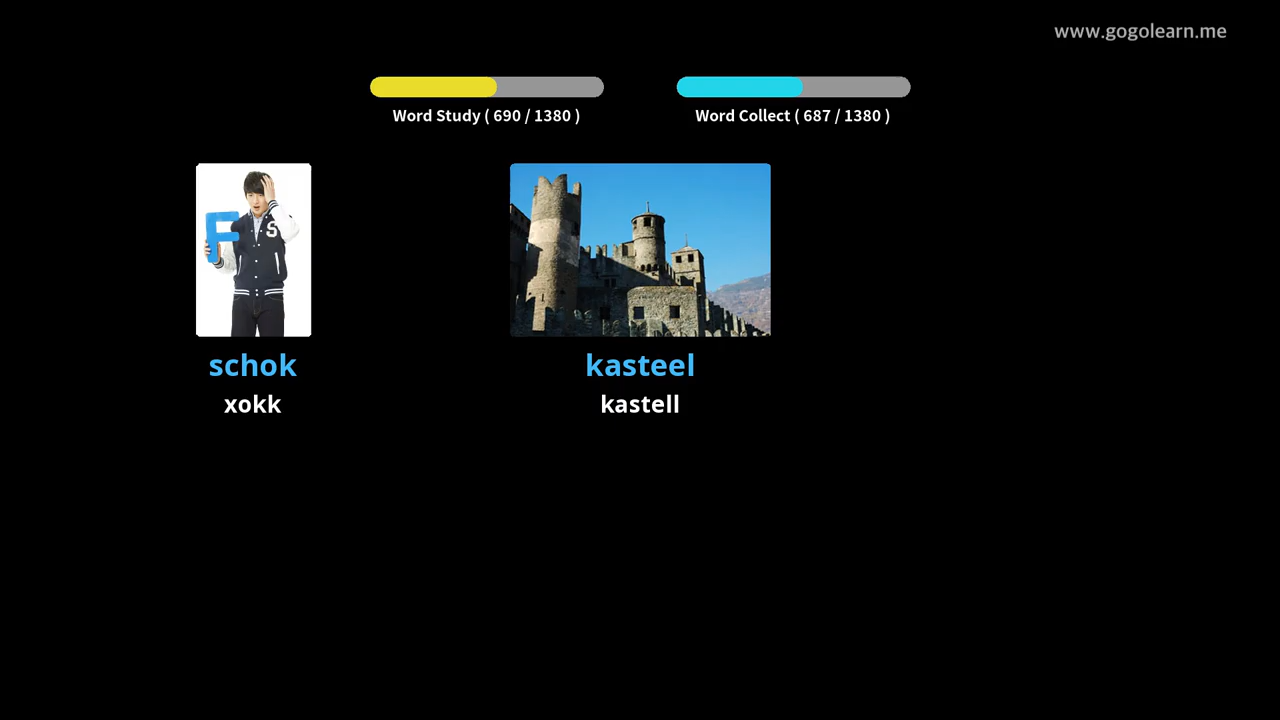 www.gogolearn.me
Word Study ( 690 / 1380 )
Word Collect ( 687 / 1380 )
F
S
schok
kasteel
xokk
kastell